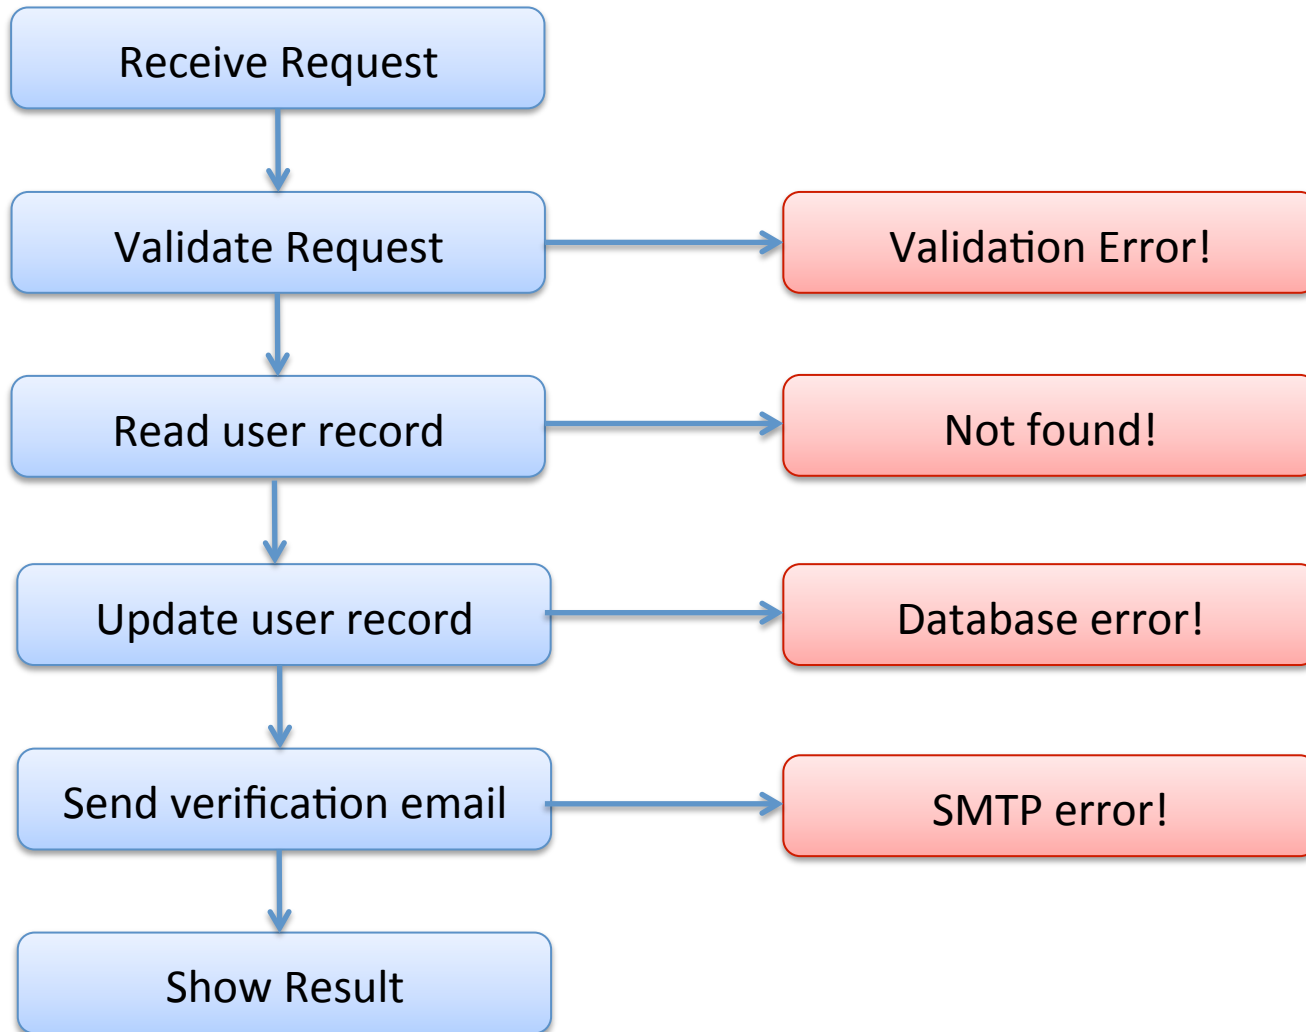 Receive Request
Validate Request
Validation Error!
Read user record
Not found!
Update user record
Database error!
Send verification email
SMTP error!
Show Result